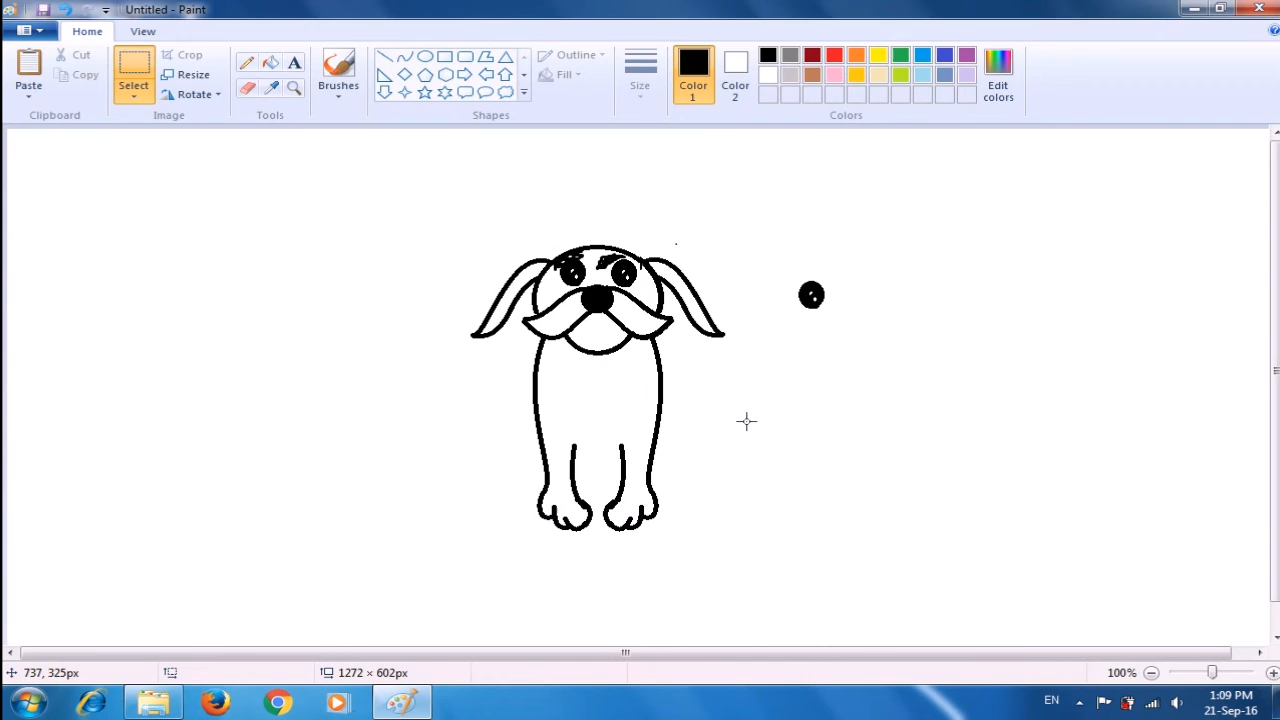 Untitled - Paint
Home View
Paste
Clipboard
Cut
Copy
Select
Crop
Resize
Rotate
Image
A
Tools
Brushes
Shapes
Outline
Fill
Size
Color 1
Color 2
Edit colors
Colors
737, 325px
1272 × 602px
100%
EN
1:09 PM
21-Sep-16